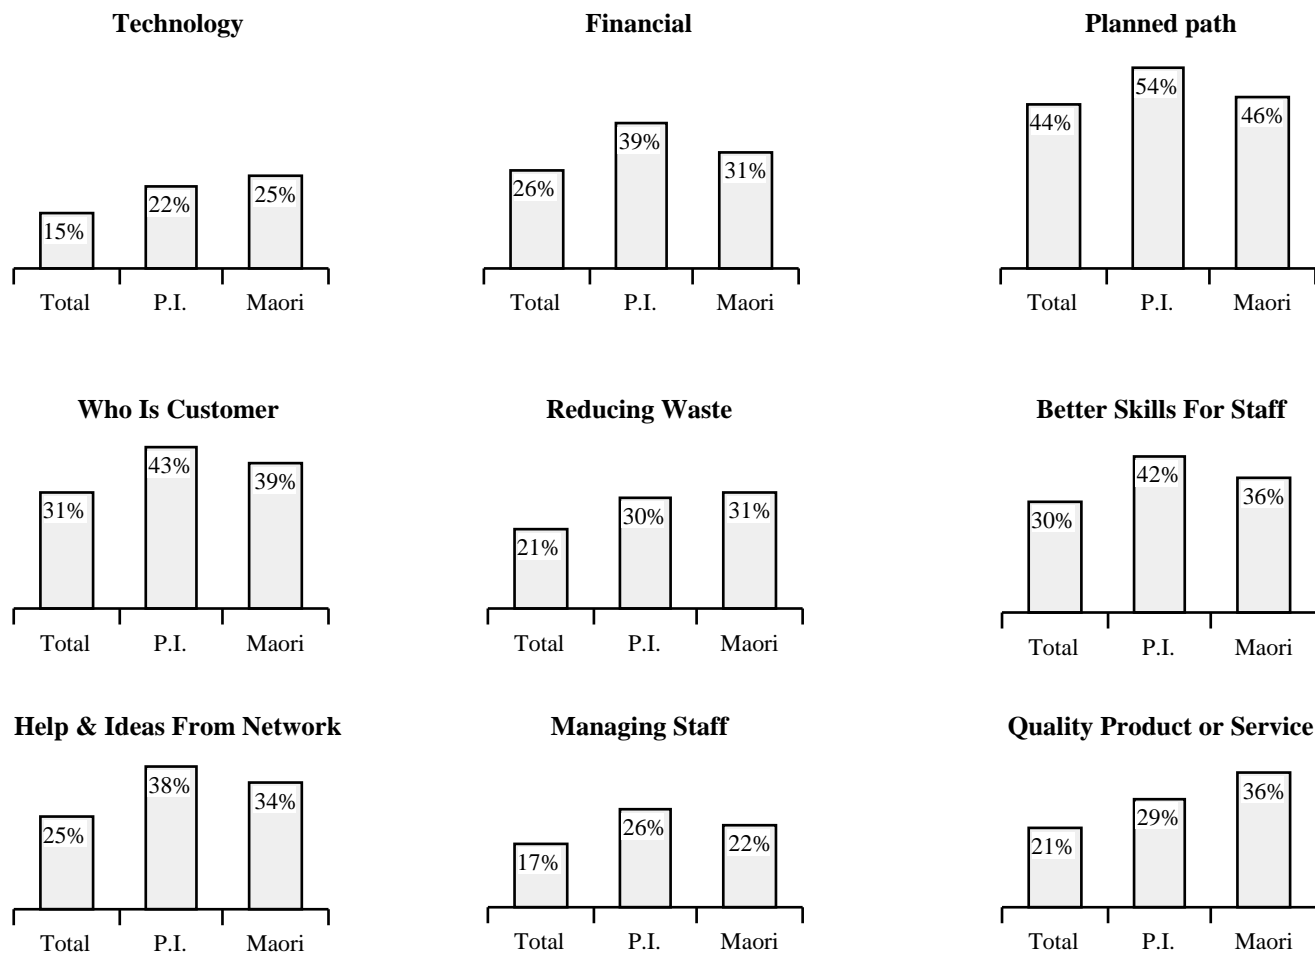 Technology
15%
22%
25%
Total
P.I.
Maori
Financial
26%
39%
31%
Total
P.I.
Maori
Planned path
44%
54%
46%
Total
P.I.
Maori
Who Is Customer
31%
43%
39%
Total
P.I.
Maori
Reducing Waste
21%
30%
31%
Total
P.I.
Maori
Better Skills For Staff
30%
42%
36%
Total
P.I.
Maori
Help & Ideas From Network
25%
38%
34%
Total
P.I.
Maori
Managing Staff
17%
26%
22%
Total
P.I.
Maori
Quality Product or Service
21%
29%
36%
Total
P.I.
Maori